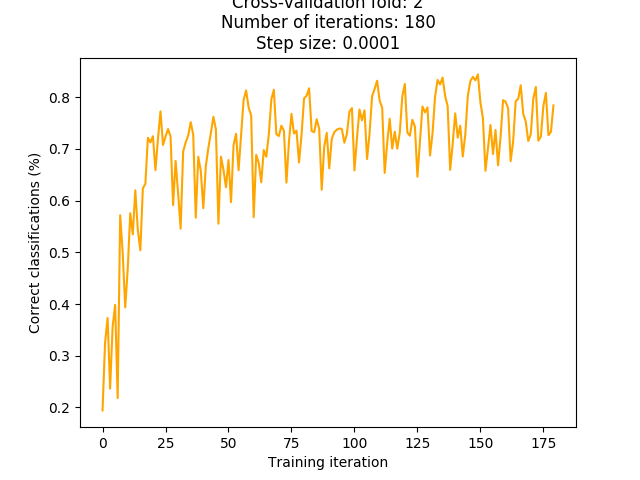 Cross-validation fold: 2
Number of iterations: 180
Step size: 0.0001
Correct classifications (%)
0.8
0.7
0.6
0.5
0.4
0.3
0.2
0 25 50 75 100 125 150 175
Training iteration